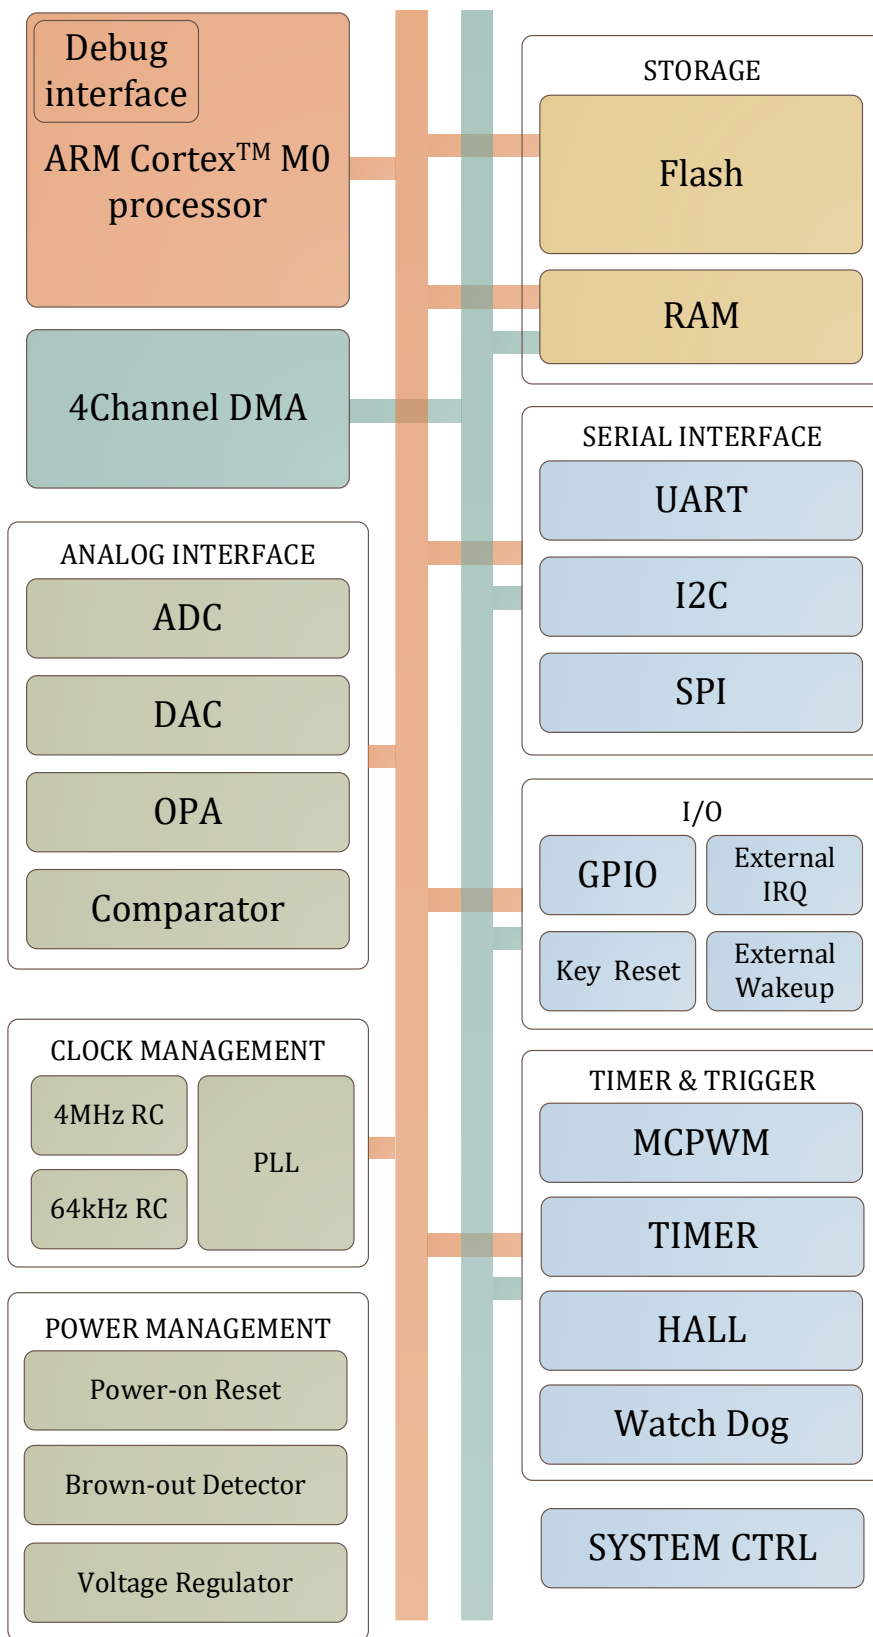 Debug
interface
ARM Cortex™ M0
processor
4Channel DMA
ANALOG INTERFACE
ADC
DAC
OPA
Comparator
CLOCK MANAGEMENT
4MHz RC
64kHz RC
PLL
POWER MANAGEMENT
Power-on Reset
Brown-out Detector
Voltage Regulator
STORAGE
Flash
RAM
SERIAL INTERFACE
UART
I2C
SPI
I/O
GPIO
External
IRQ
Key Reset
External
Wakeup
TIMER & TRIGGER
MCPWM
TIMER
HALL
Watch Dog
SYSTEM CTRL